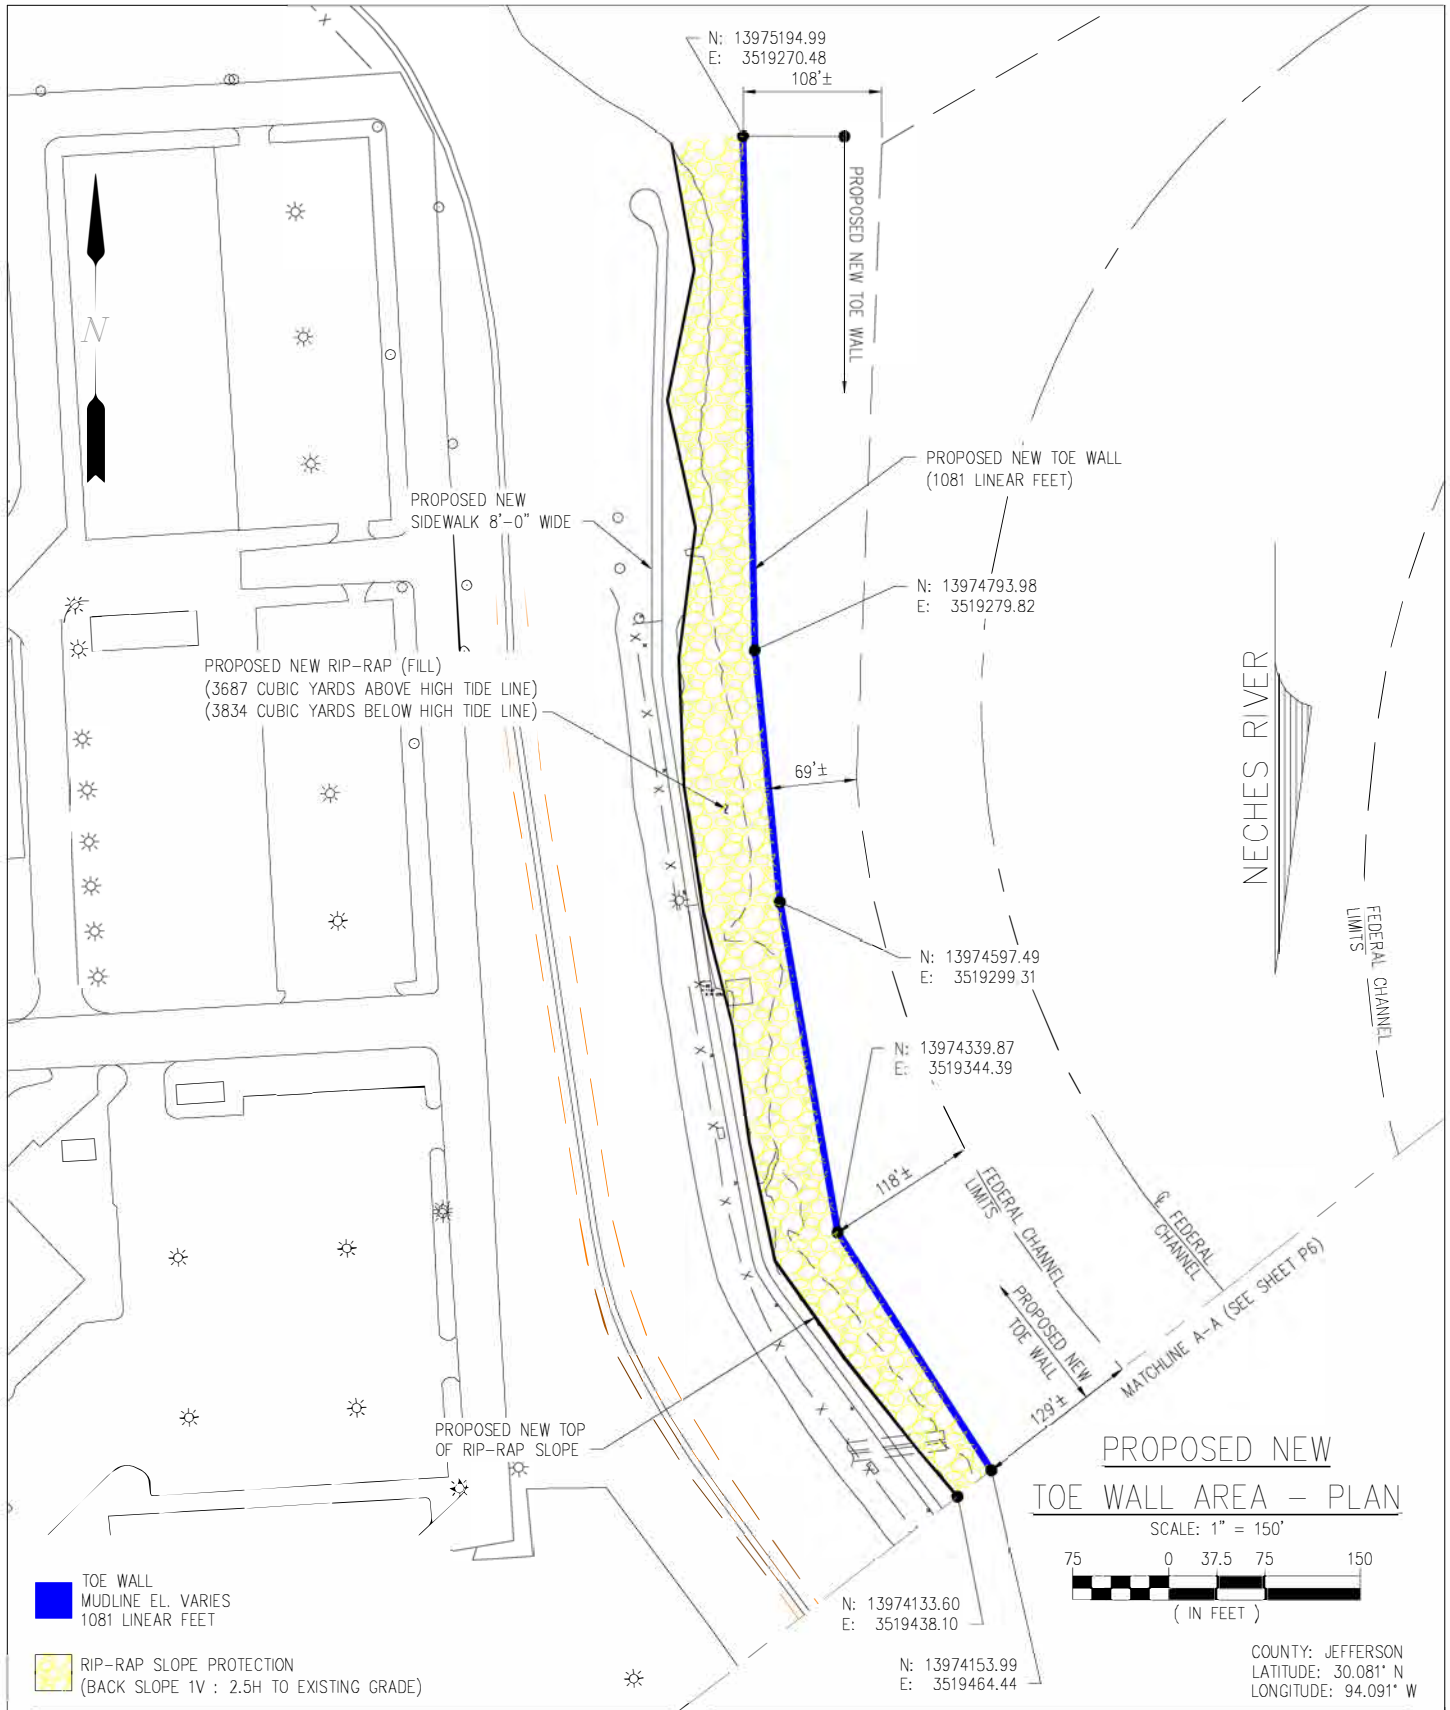 N: 13975194.99
E: 3519270.48
108'±
PROPOSED NEW TOE WALL
N
PROPOSED NEW TOE WALL
(1081 LINEAR FEET)
PROPOSED NEW
SIDEWALK 8'-0" WIDE
N: 13974793.98
E: 3519279.82
PROPOSED NEW RIP-RAP (FILL)
(3687 CUBIC YARDS ABOVE HIGH TIDE LINE)
(3834 CUBIC YARDS BELOW HIGH TIDE LINE)
69'±
NECHES RIVER
FEDERAL CHANNEL
LIMITS
N: 13974597.49
E: 3519299.31
N: 13974339.87
E: 3519344.39
118'±
FEDERAL CHANNEL
LIMITS
℄ FEDERAL
CHANNEL
PROPOSED NEW
TOE WALL
MATCHLINE A-A (SEE SHEET P6)
129'±
PROPOSED NEW TOP
OF RIP-RAP SLOPE
PROPOSED NEW
TOE WALL AREA - PLAN
SCALE: 1" = 150'
75 0 37.5 75 150
( IN FEET )
TOE WALL
MUDLINE EL. VARIES
1081 LINEAR FEET
N: 13974133.60
E: 3519438.10
RIP-RAP SLOPE PROTECTION
(BACK SLOPE 1V : 2.5H TO EXISTING GRADE)
N: 13974153.99
E: 3519464.44
COUNTY: JEFFERSON
LATITUDE: 30.081° N
LONGITUDE: 94.091° W